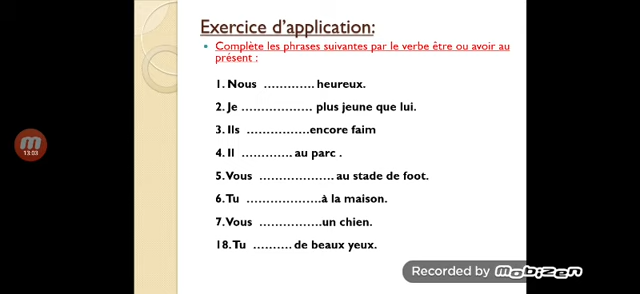 Exercice d'application:
• Complète les phrases suivantes par le verbe être ou avoir au
présent :
1. Nous …………. heureux.
2. Je ……………… plus jeune que lui.
3. Ils …………….encore faim
4. Il …………. au parc .
5. Vous ………………. au stade de foot.
6. Tu ……………….à la maison.
7. Vous …………….un chien.
18. Tu ………. de beaux yeux.
13:03
Recorded by mobizen